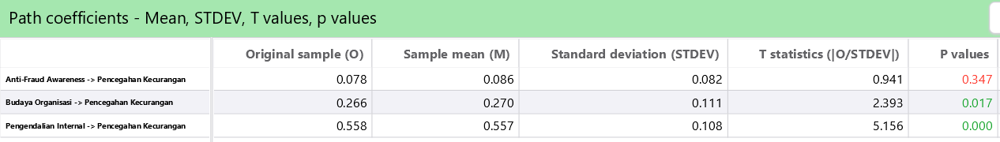 Path coefficients - Mean, STDEV, T values, p values
Original sample (O) Sample mean (M) Standard deviation (STDEV) T statistics (|O/STDEV|) P values
Anti-Fraud Awareness -> Pencegahan Kecurangan 0.078 0.086 0.082 0.941 0.347
Budaya Organisasi -> Pencegahan Kecurangan 0.266 0.270 0.111 2.393 0.017
Pengendalian Internal -> Pencegahan Kecurangan 0.558 0.557 0.108 5.156 0.000